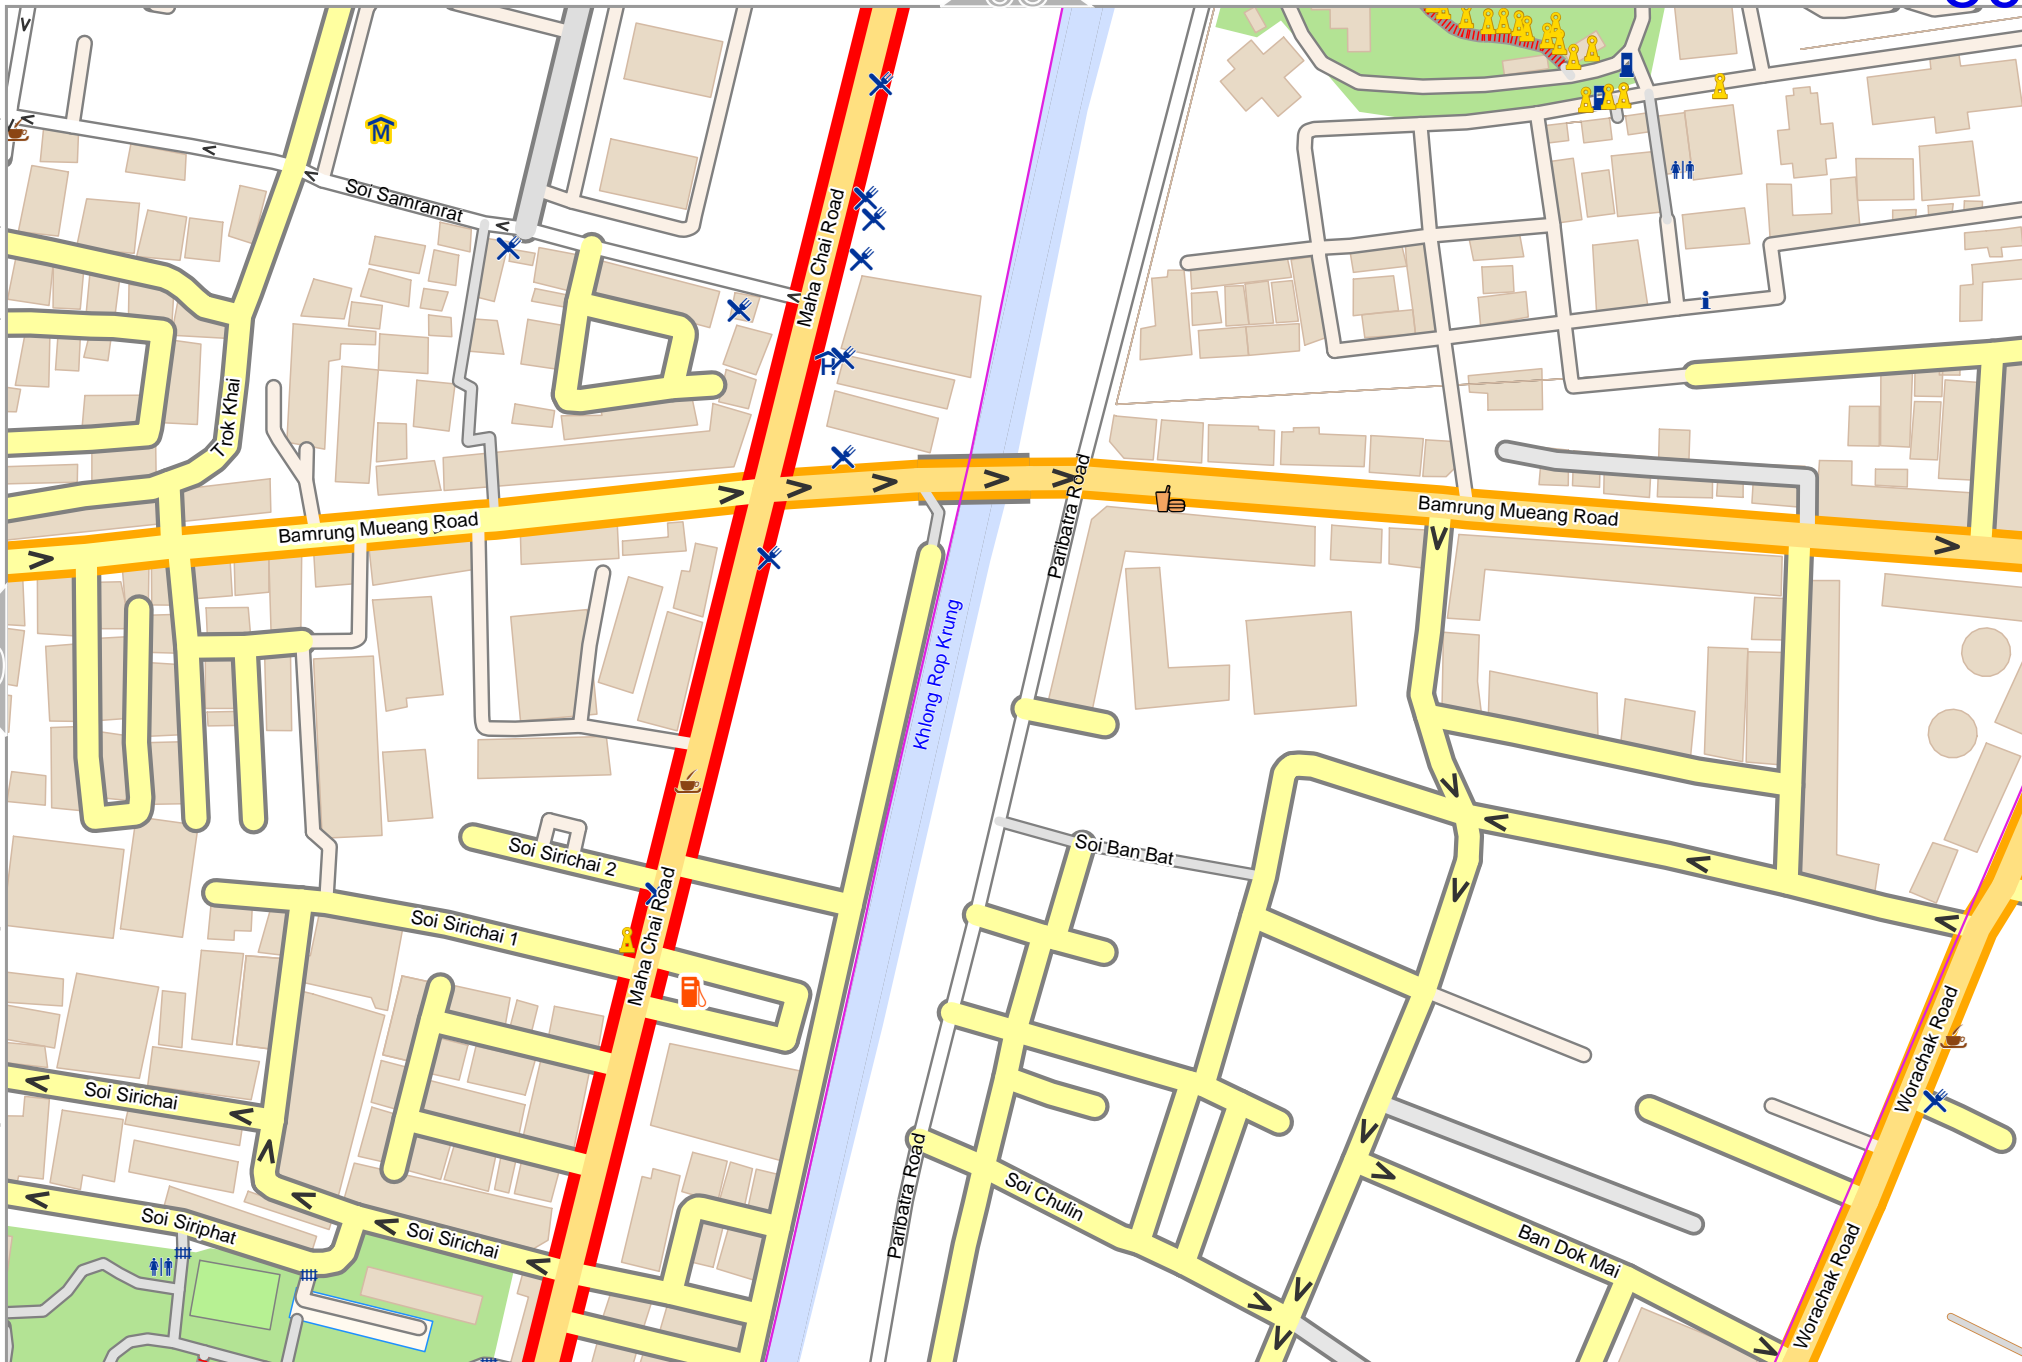 Soi Samranrat
Maha Chai Road
Trok Khai
Bamrung Mueang Road
Paribatra Road
Bamrung Mueang Road
Khlong Rop Krung
Soi Ban Bat
Soi Sirichai 2
Soi Sirichai 1
Maha Chai Road
Worachak Road
Soi Sirichai
Soi Chulin
Paribatra Road
Soi Siriphat
Soi Sirichai
Ban Dok Mai
Worachak Road
M
H
i